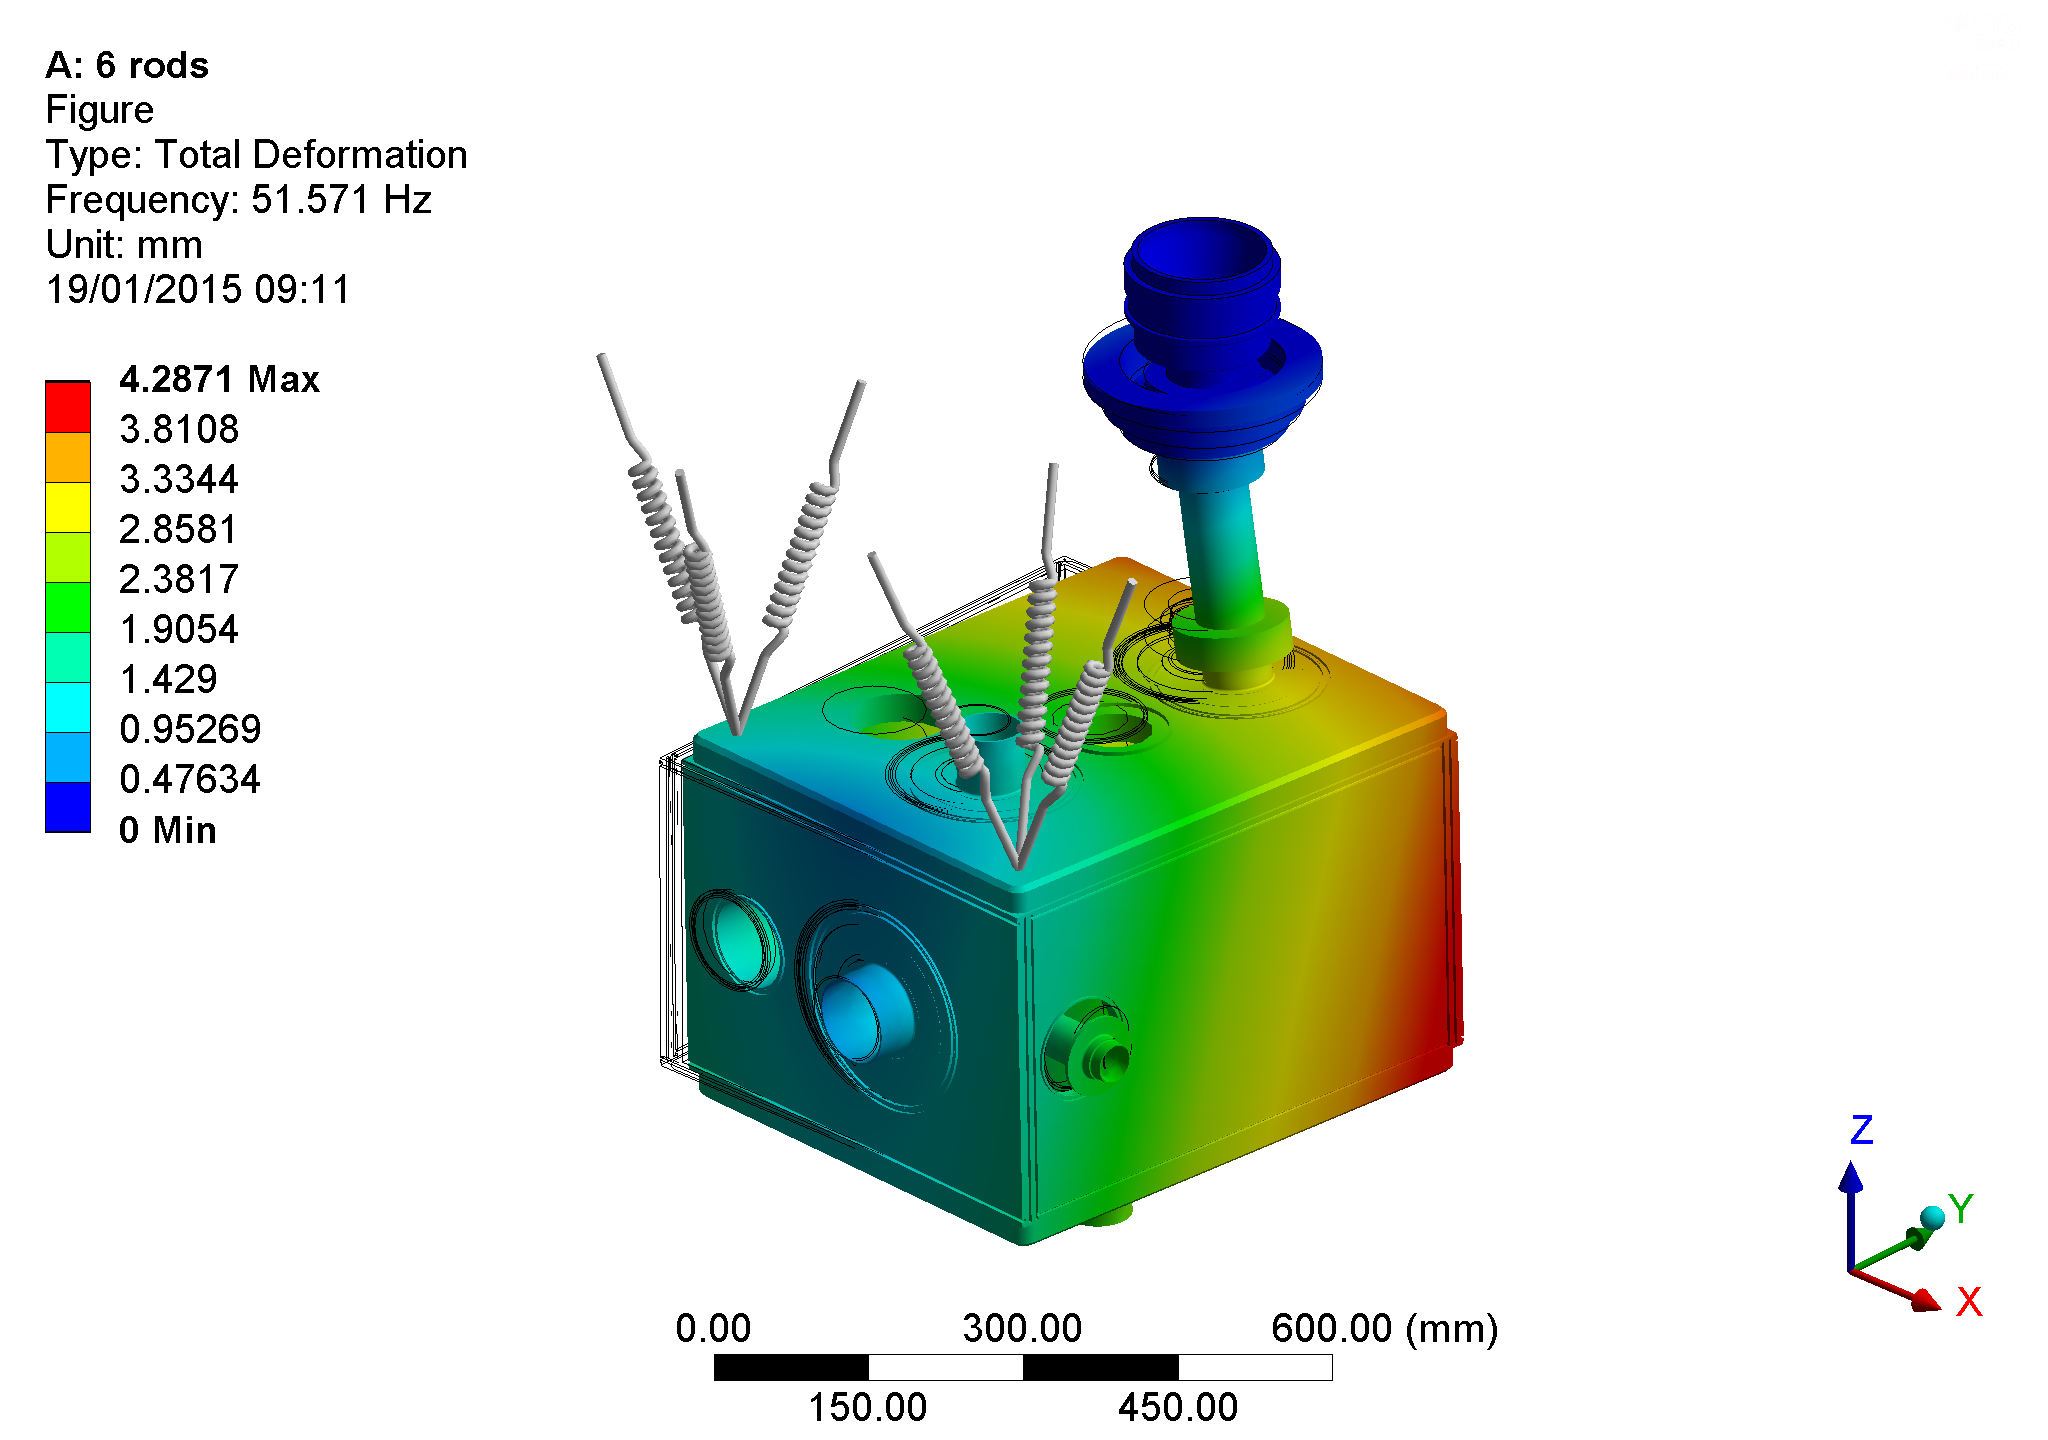 A: 6 rods
Figure
Type: Total Deformation
Frequency: 51.571 Hz
Unit: mm
19/01/2015 09:11
4.2871 Max
3.8108
3.3344
2.8581
2.3817
1.9054
1.429
0.95269
0.47634
0 Min
Z
Y
X
0.00 300.00 600.00 (mm)
150.00 450.00